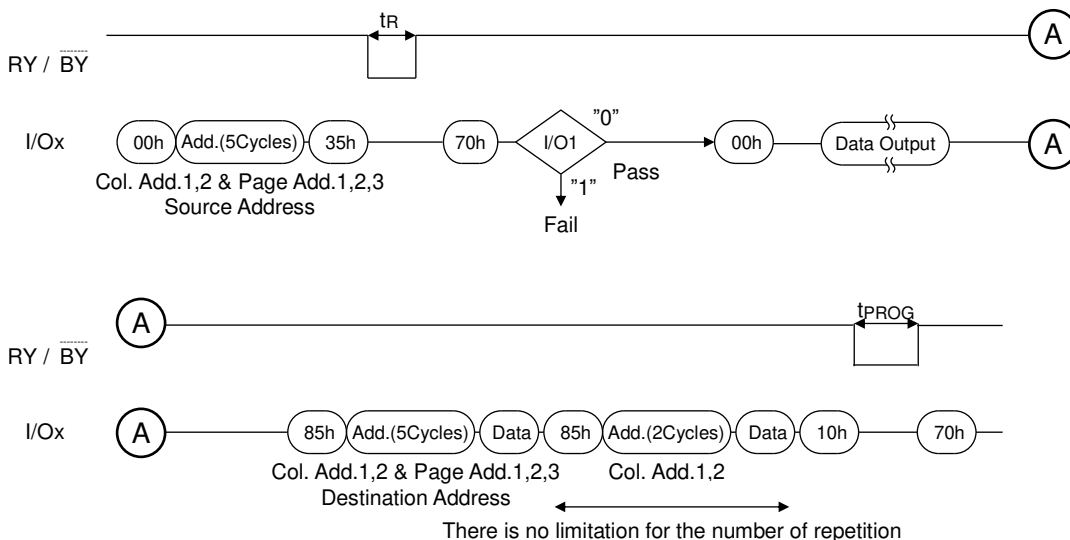 tR
A
RY / BY
I/Ox
00h Add.(5Cycles) 35h 70h I/O1 "0" 00h Data Output A
Pass
"1"
Col. Add.1,2 & Page Add.1,2,3
Source Address
Fail
A
tPROG
RY / BY
I/Ox
A 85h Add.(5Cycles) Data 85h Add.(2Cycles) Data 10h 70h
Col. Add.1,2 & Page Add.1,2,3 Col. Add.1,2
Destination Address
There is no limitation for the number of repetition